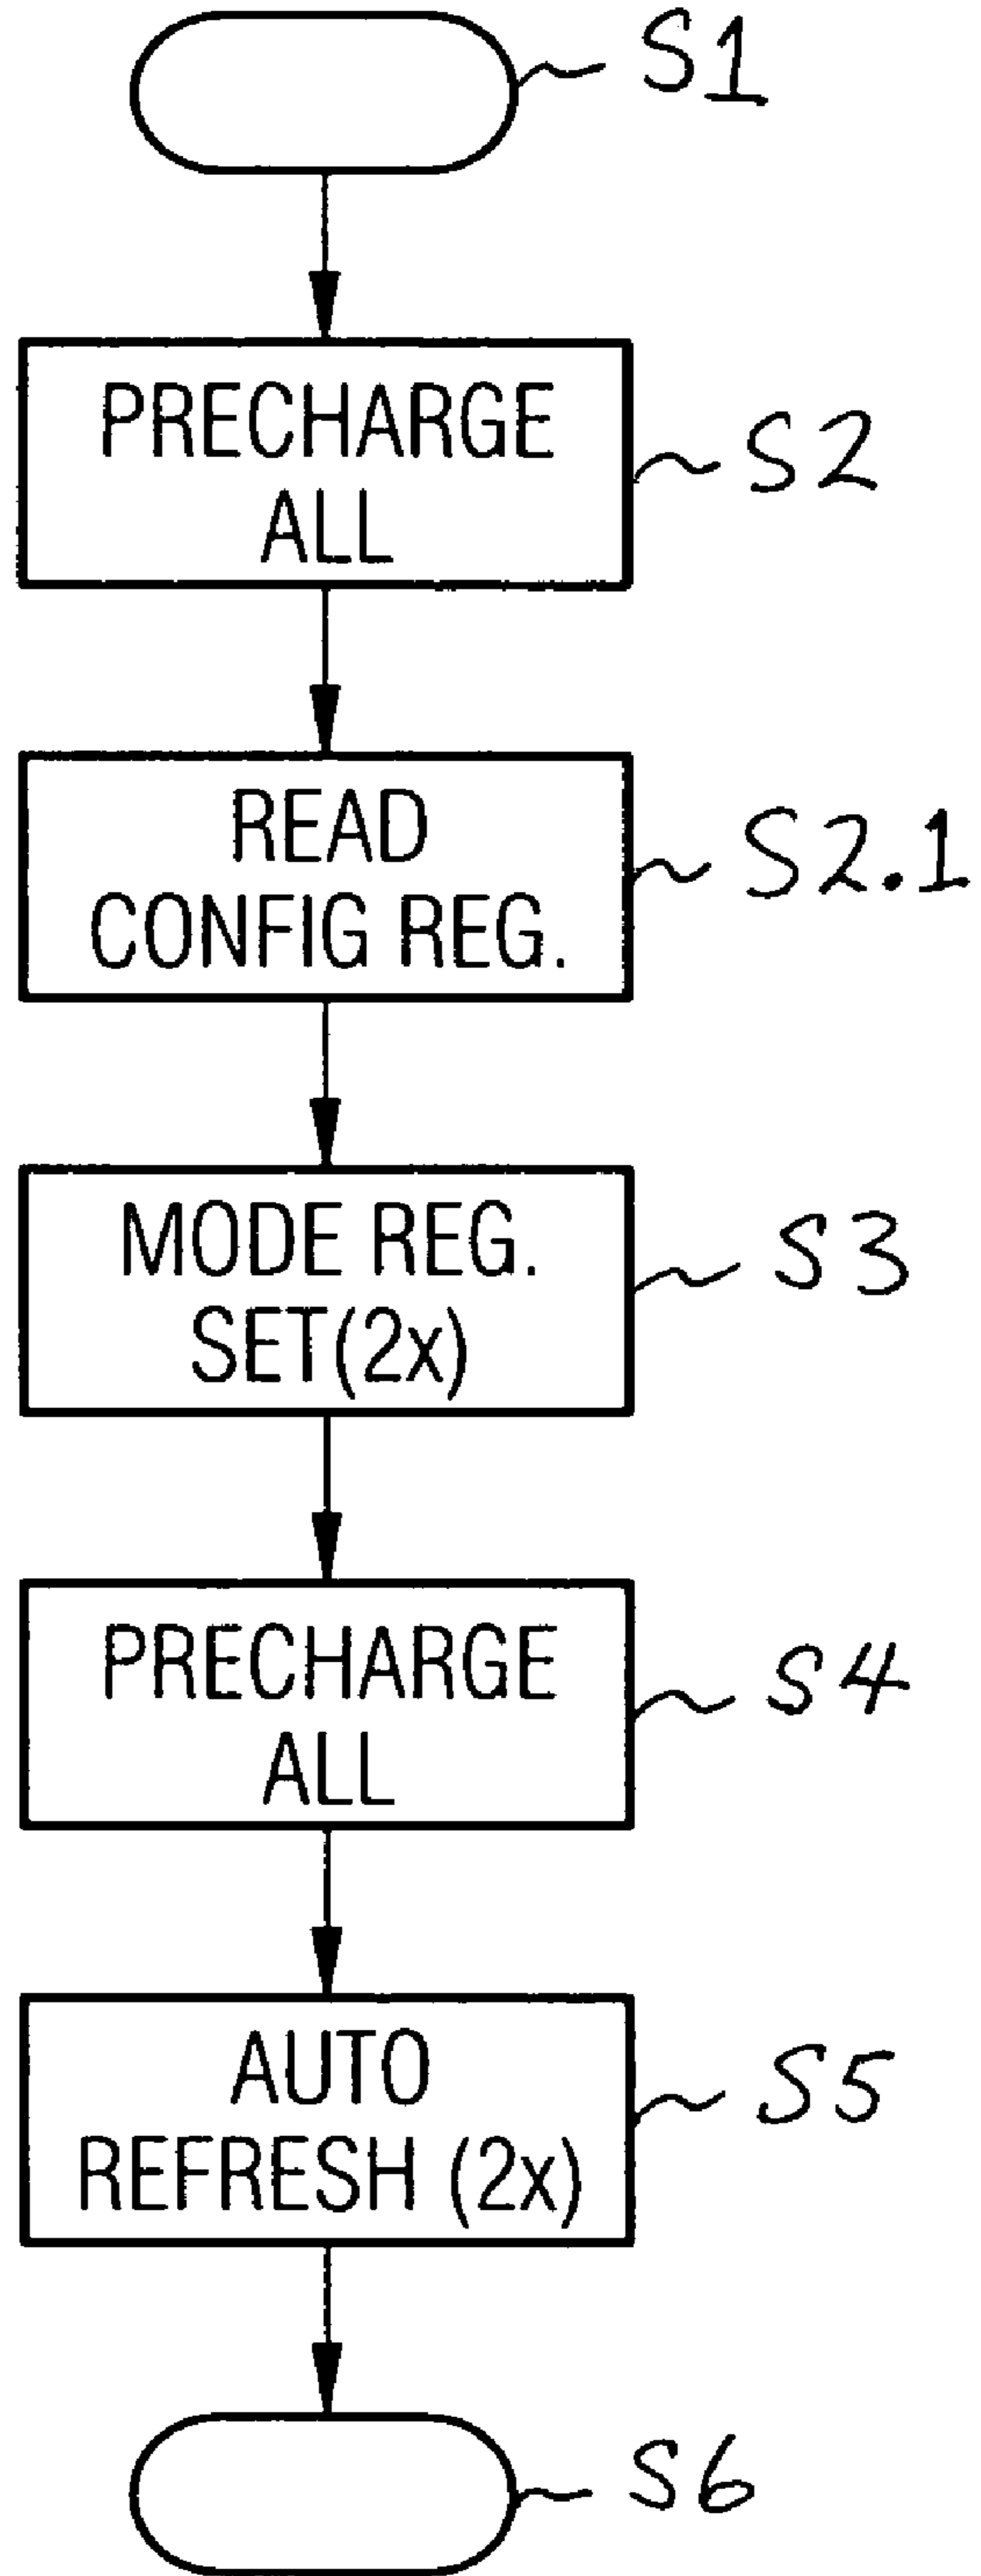 S1
PRECHARGE
ALL
S2
READ
CONFIG REG.
S2.1
MODE REG.
SET(2x)
S3
PRECHARGE
ALL
S4
AUTO
REFRESH (2x)
S5
S6